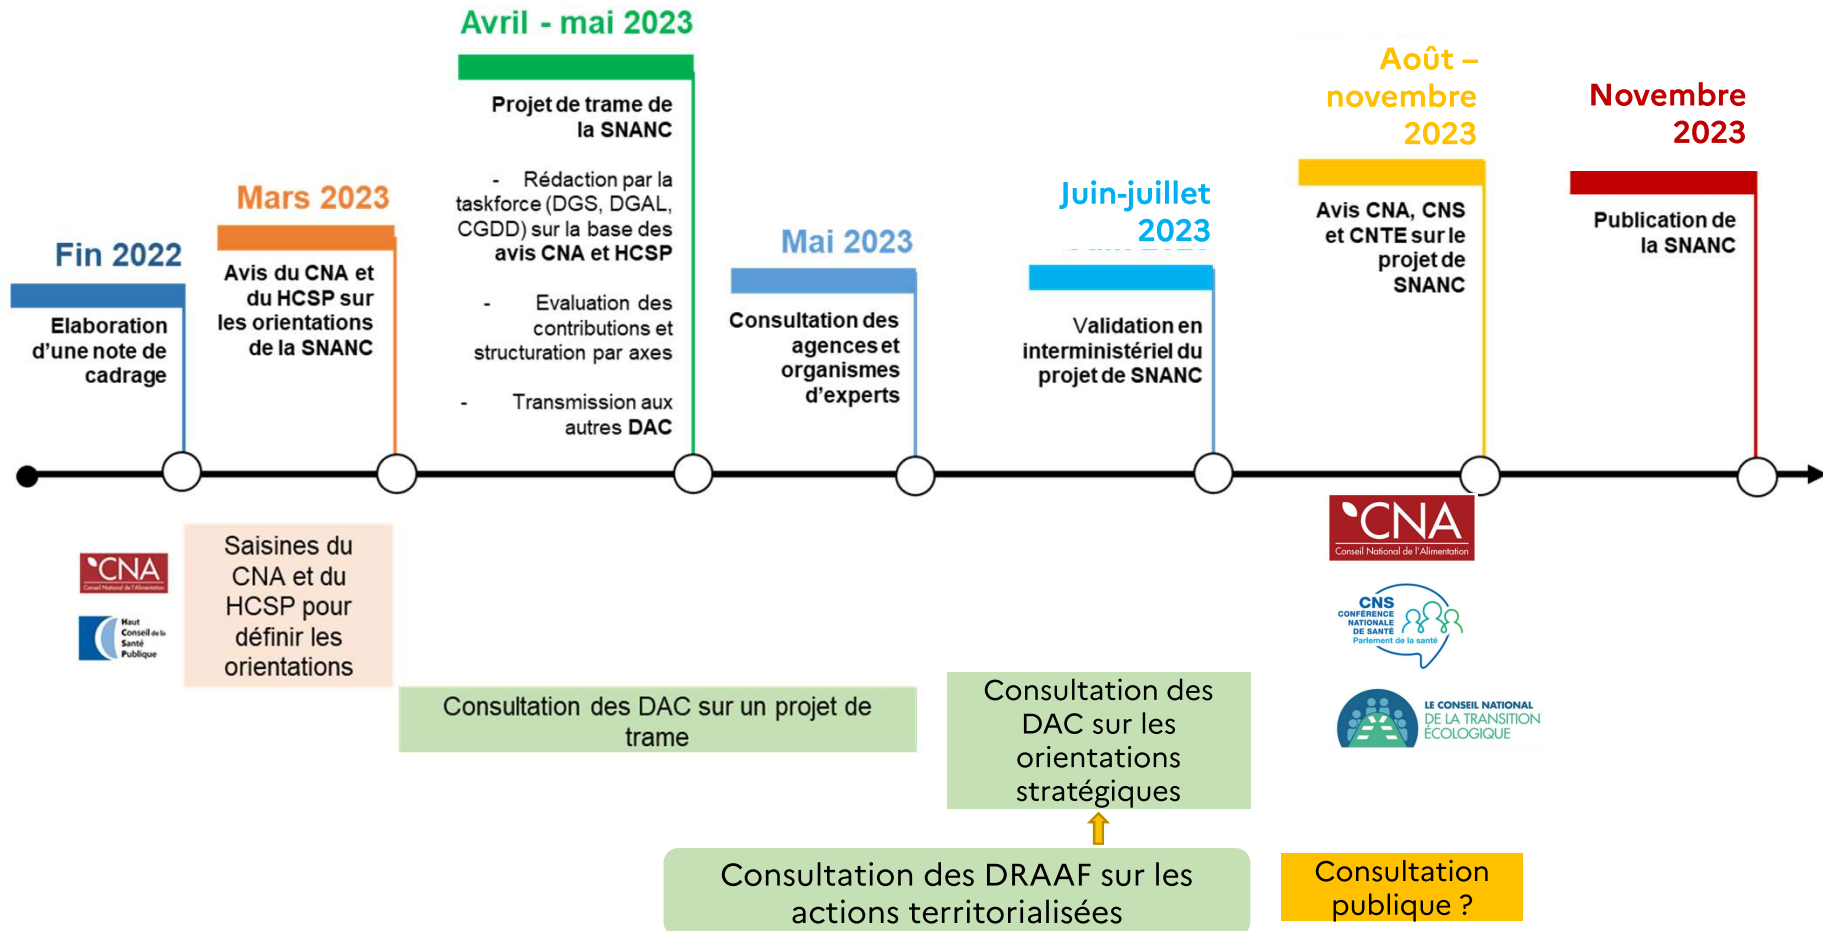 Fin 2022
Elaboration
d'une note de
cadrage
Mars 2023
Avis du CNA et
du HCSP sur
les orientations
de la SNANC
Avril - mai 2023
Projet de trame de
la SNANC
- Rédaction par la
taskforce (DGS, DGAL,
CGDD) sur la base des
avis CNA et HCSP
- Evaluation des
contributions et
structuration par axes
- Transmission aux
autres DAC
Mai 2023
Consultation des
agences et
organismes
d'experts
Juin-juillet
2023
Validation en
interministériel du
projet de SNANC
Août –
novembre
2023
Avis CNA, CNS
et CNTE sur le
projet de
SNANC
Novembre
2023
Publication de
la SNANC
CNA
Conseil National de l'Alimentation
Haut
Conseil de la
Santé
Publique
Saisines du
CNA et du
HCSP pour
définir les
orientations
Consultation des DAC sur un projet de
trame
Consultation des
DAC sur les
orientations
stratégiques
Consultation des DRAAF sur les
actions territorialisées
CNA
Conseil National de l'Alimentation
CNS
CONFÉRENCE
NATIONALE
DE SANTÉ
Parlement de la santé
LE CONSEIL NATIONAL
DE LA TRANSITION
ÉCOLOGIQUE
Consultation
publique ?